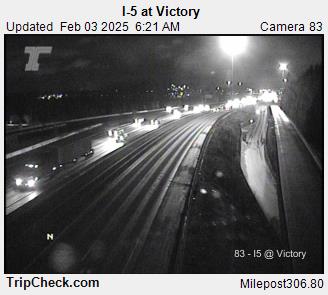 I-5 at Victory
Updated Feb 03 2025 6:21 AM Camera 83
N
83 - I5 @ Victory
TripCheck.com Milepost306.80